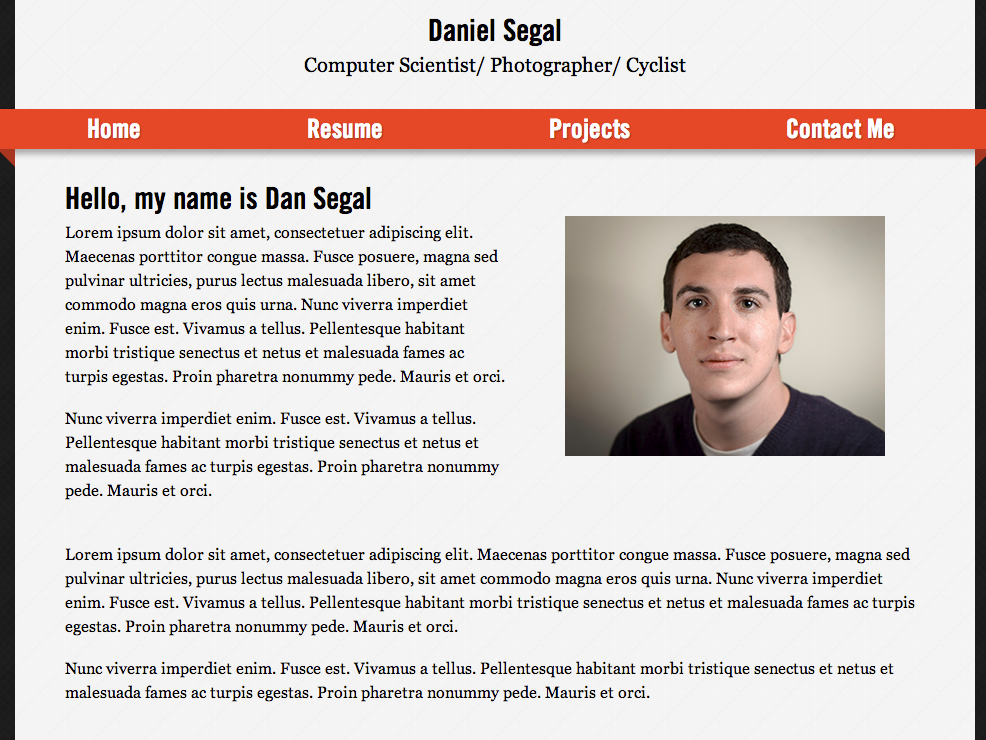 Daniel Segal
Computer Scientist/ Photographer/ Cyclist
Home Resume Projects Contact Me
Hello, my name is Dan Segal
Lorem ipsum dolor sit amet, consectetuer adipiscing elit.
Maecenas porttitor congue massa. Fusce posuere, magna sed
pulvinar ultricies, purus lectus malesuada libero, sit amet
commodo magna eros quis urna. Nunc viverra imperdiet
enim. Fusce est. Vivamus a tellus. Pellentesque habitant
morbi tristique senectus et netus et malesuada fames ac
turpis egestas. Proin pharetra nonummy pede. Mauris et orci.
Nunc viverra imperdiet enim. Fusce est. Vivamus a tellus.
Pellentesque habitant morbi tristique senectus et netus et
malesuada fames ac turpis egestas. Proin pharetra nonummy
pede. Mauris et orci.
Lorem ipsum dolor sit amet, consectetuer adipiscing elit. Maecenas porttitor congue massa. Fusce posuere, magna sed
pulvinar ultricies, purus lectus malesuada libero, sit amet commodo magna eros quis urna. Nunc viverra imperdiet
enim. Fusce est. Vivamus a tellus. Pellentesque habitant morbi tristique senectus et netus et malesuada fames ac turpis
egestas. Proin pharetra nonummy pede. Mauris et orci.
Nunc viverra imperdiet enim. Fusce est. Vivamus a tellus. Pellentesque habitant morbi tristique senectus et netus et
malesuada fames ac turpis egestas. Proin pharetra nonummy pede. Mauris et orci.